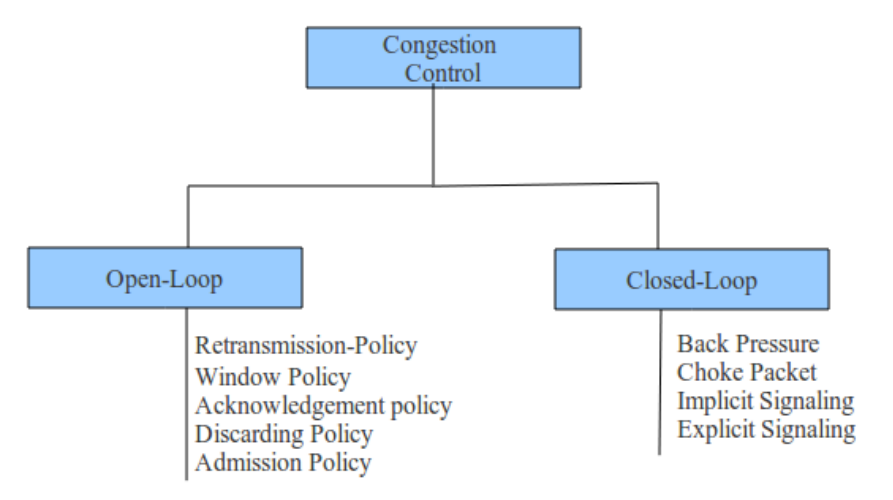 Congestion
Control
Open-Loop
Closed-Loop
Retransmission-Policy
Window Policy
Acknowledgement policy
Discarding Policy
Admission Policy
Back Pressure
Choke Packet
Implicit Signaling
Explicit Signaling